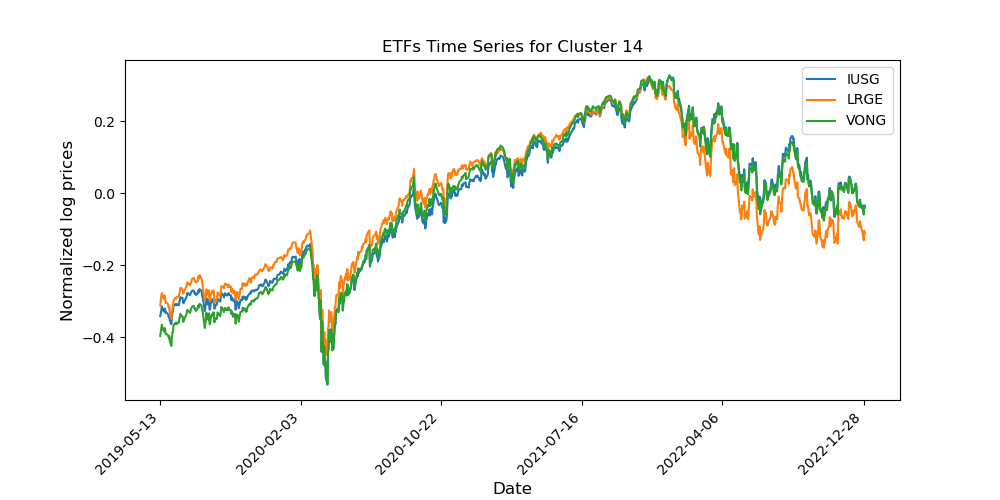 ETFs Time Series for Cluster 14
Normalized log prices
0.2
0.0
−0.2
−0.4
IUSG
LRGE
VONG
2019-05-13
2020-02-03
2020-10-22
2021-07-16
2022-04-06
2022-12-28
Date